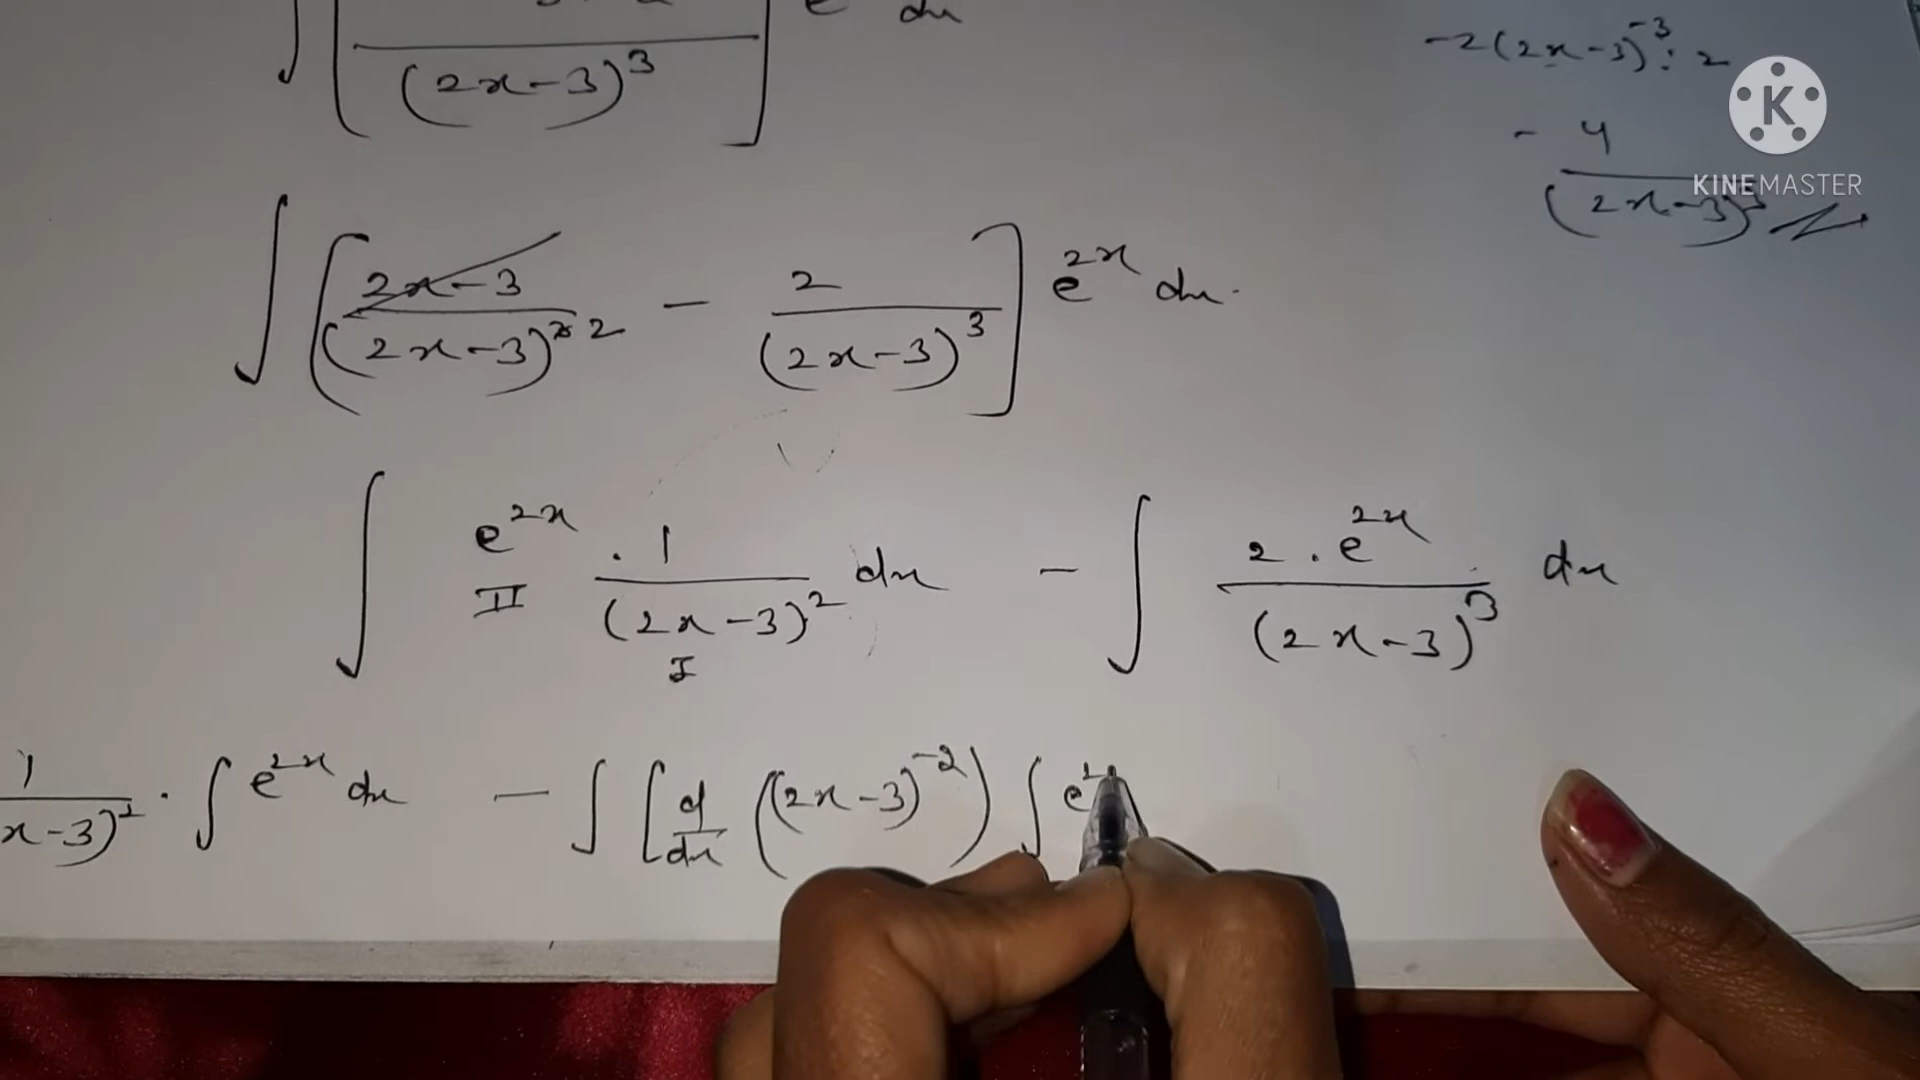 ∫ [ / (2x-3)^3 ] e dx
-2(2x-3)^-3 : 2
- 4 / (2x-3)^3
KINEMASTER
∫ [ 2x-3 / (2x-3)^2 - 2 / (2x-3)^3 ] e^2x dx.
∫ e^2x . 1 / (2x-3)^2 dx - ∫ 2 . e^2x / (2x-3)^3 dx
II I
1 / x-3)^2 . ∫ e^2x dx - ∫ [ d/dx ((2x-3)^-2) ∫ e^2